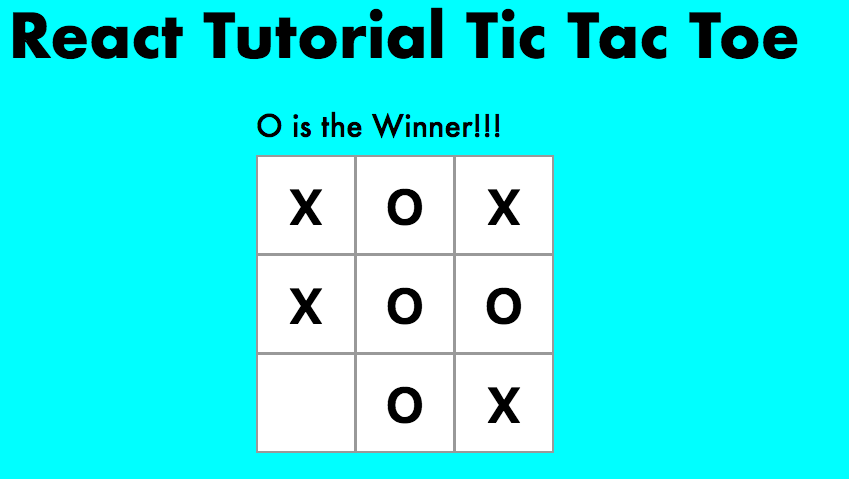 React Tutorial Tic Tac Toe
O is the Winner!!!
X O X
X O O
O X